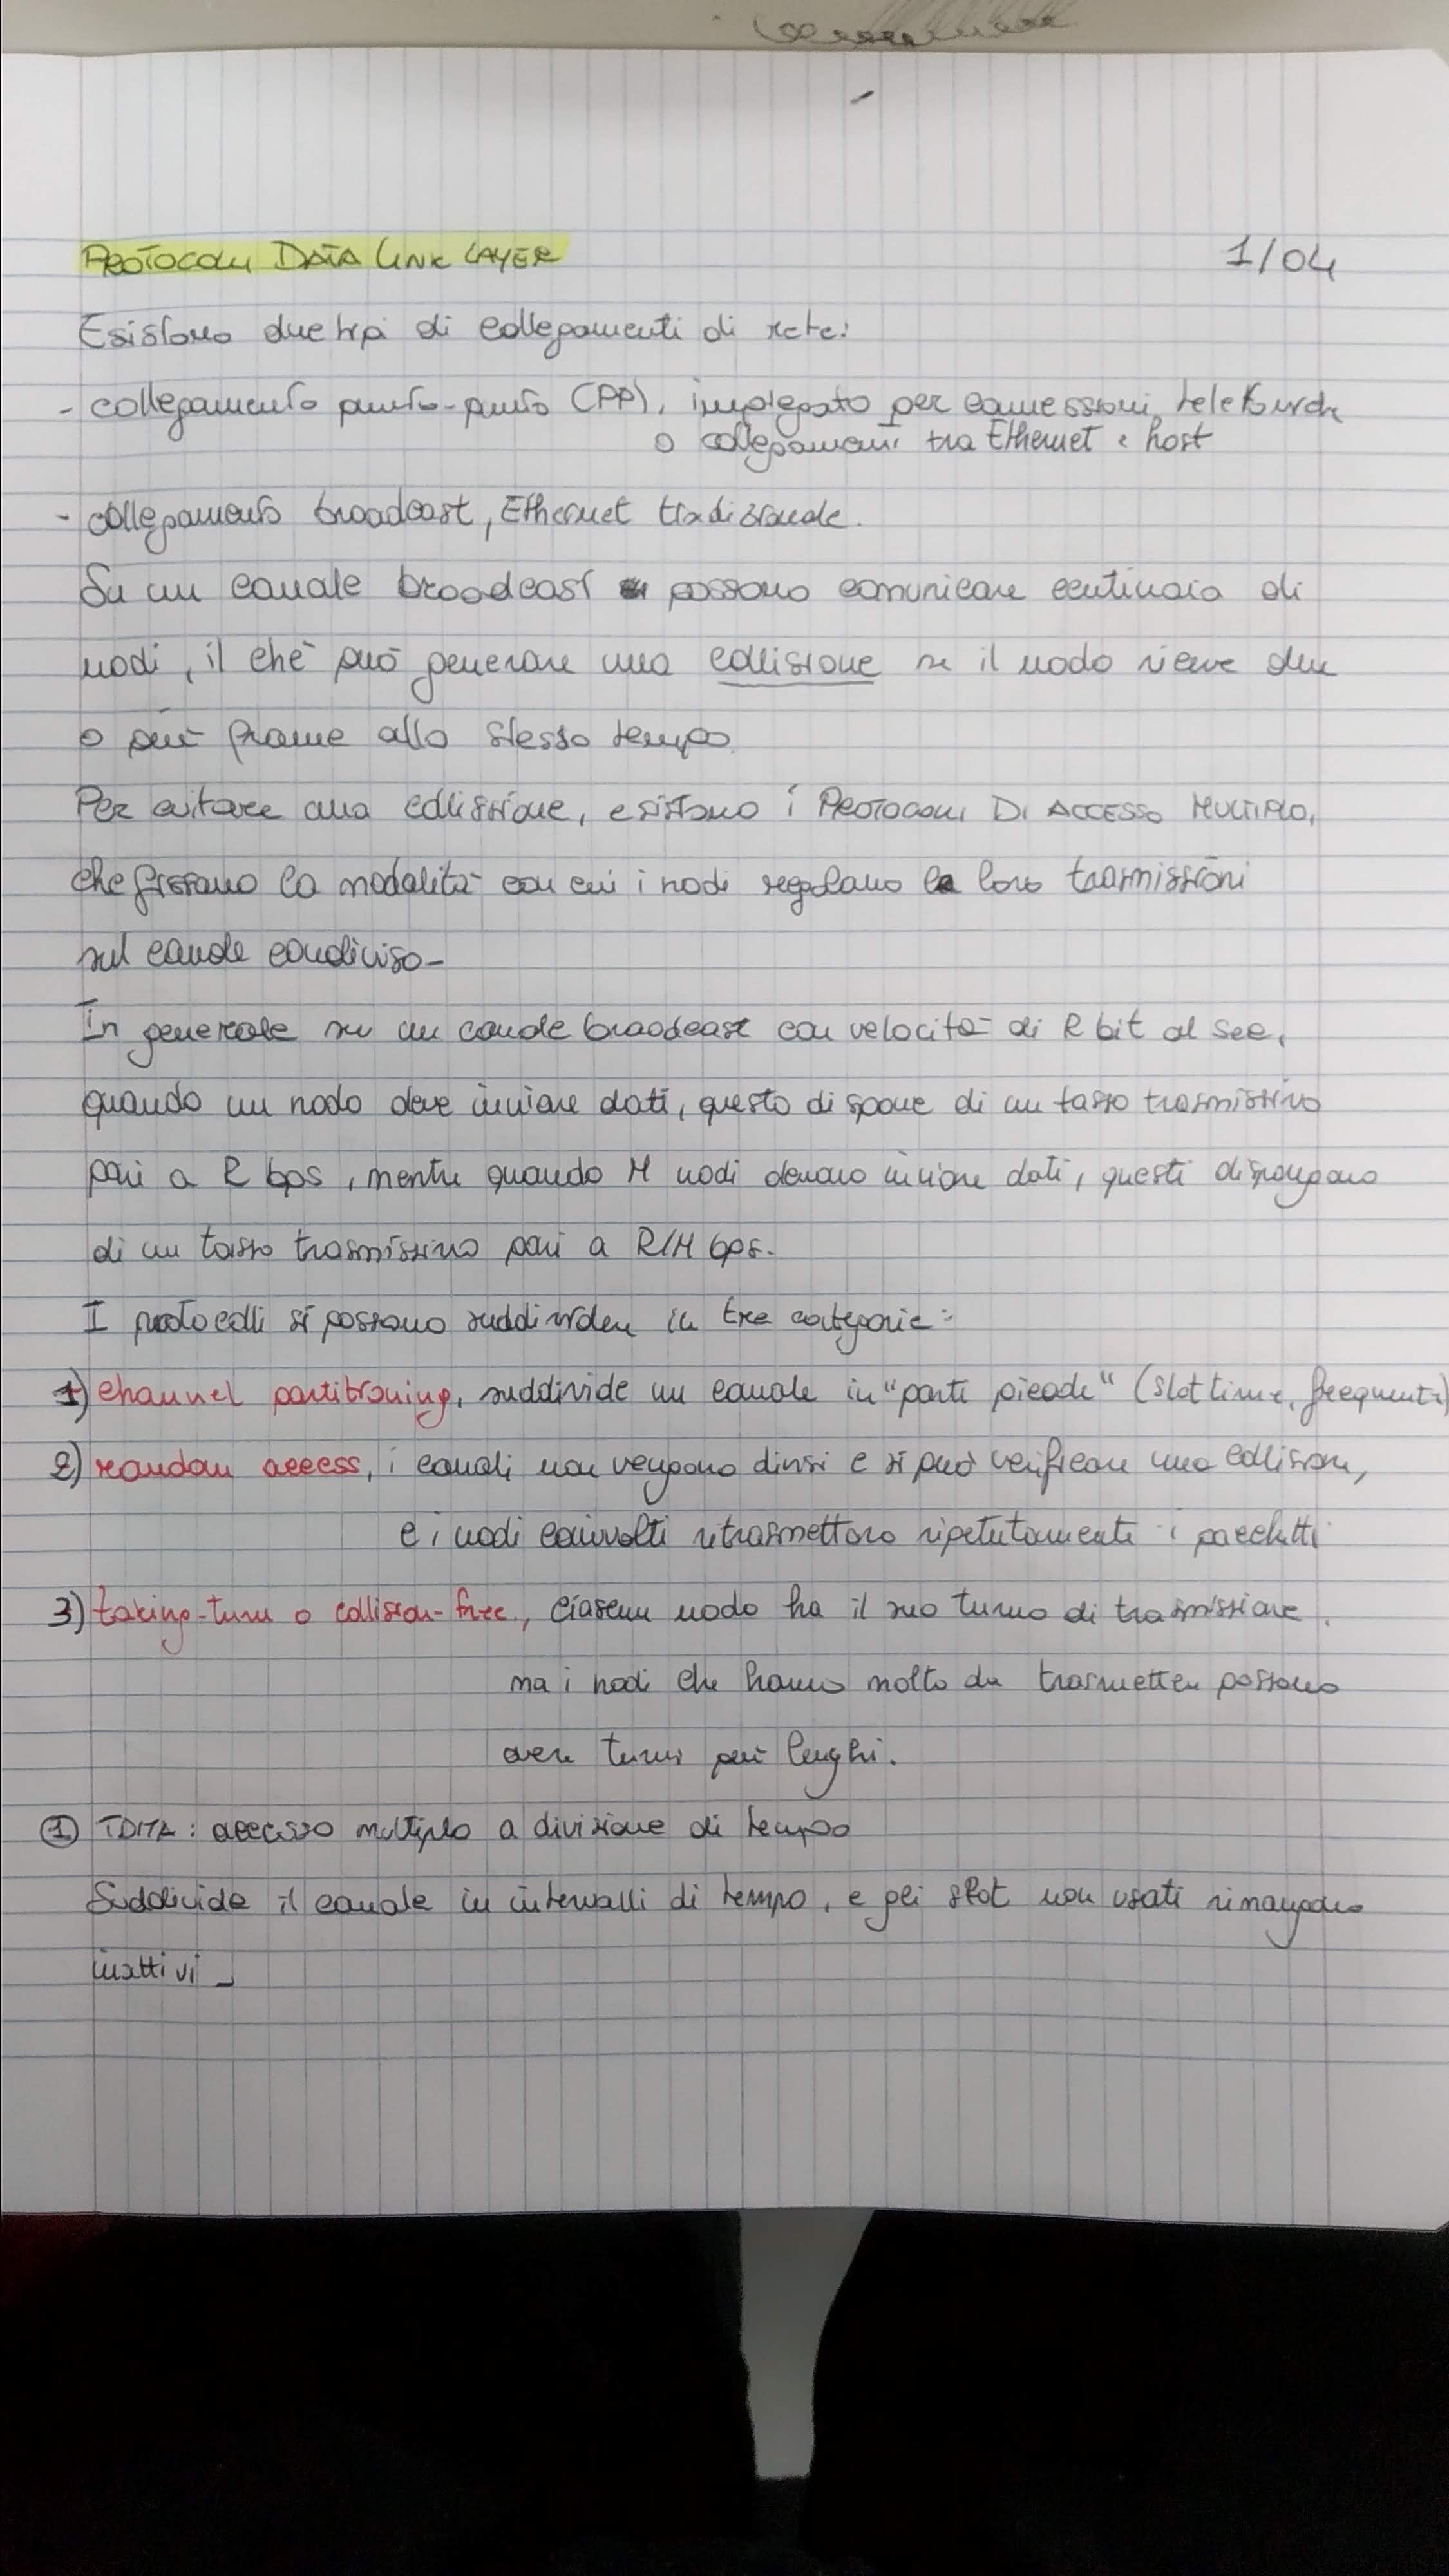 PROTOCOLLI DATA LINK LAYER 1/04
Esistono due tipi di collegamenti di rete:
- collegamento punto-punto (PPP), impiegato per connessioni telefoniche
o collegamenti tra Ethernet e host
- collegamento broadcast, Ethernet tradizionale.
Su un canale broadcast possono comunicare centinaia di
nodi, il chè può generare una collisione se il nodo riceve due
o più frame allo stesso tempo.
Per evitare una collisione, esistono i PROTOCOLLI DI ACCESSO MULTIPLO,
che fissano la modalità con cui i nodi regolano le loro trasmissioni
sul canale condiviso-
In generale su un canale broadcast con velocità di R bit al sec,
quando un nodo deve inviare dati, questo dispone di un tasso trasmissivo
pari a R bps, mentre quando M nodi devono inviare dati, questi dispongono
di un tasso trasmissivo pari a R/M bps.
I protocolli si possono suddividere in tre categorie:
1) channel partitioning, suddivide un canale in "parti piccole" (slot time, frequenti)
2) random access, i canali non vengono divisi e si può verificare una collisione,
e i nodi coinvolti ritrasmettono ripetutamente i pacchetti
3) taking-turn o collision-free, ciascun nodo ha il suo turno di trasmissione,
ma i nodi che hanno molto da trasmettere possono
avere turni più lunghi.
① TDMA: accesso multiplo a divisione di tempo
Suddivide il canale in intervalli di tempo, e gli slot non usati rimangono
inattivi_